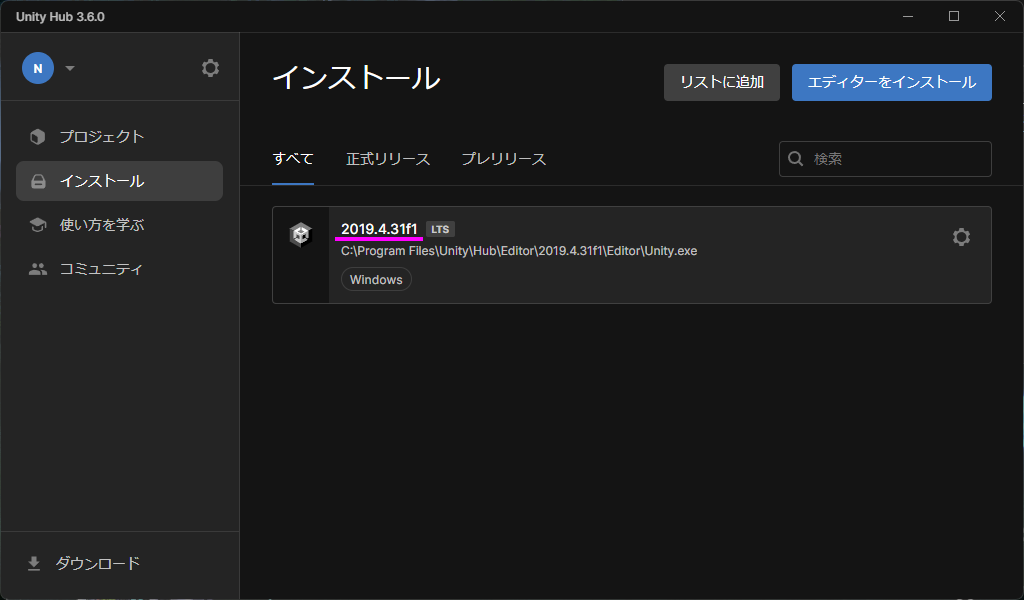 Unity Hub 3.6.0
N
プロジェクト
インストール
使い方を学ぶ
コミュニティ
ダウンロード
インストール
リストに追加
エディターをインストール
すべて
正式リリース
プレリリース
検索
2019.4.31f1 LTS
C:\Program Files\Unity\Hub\Editor\2019.4.31f1\Editor\Unity.exe
Windows